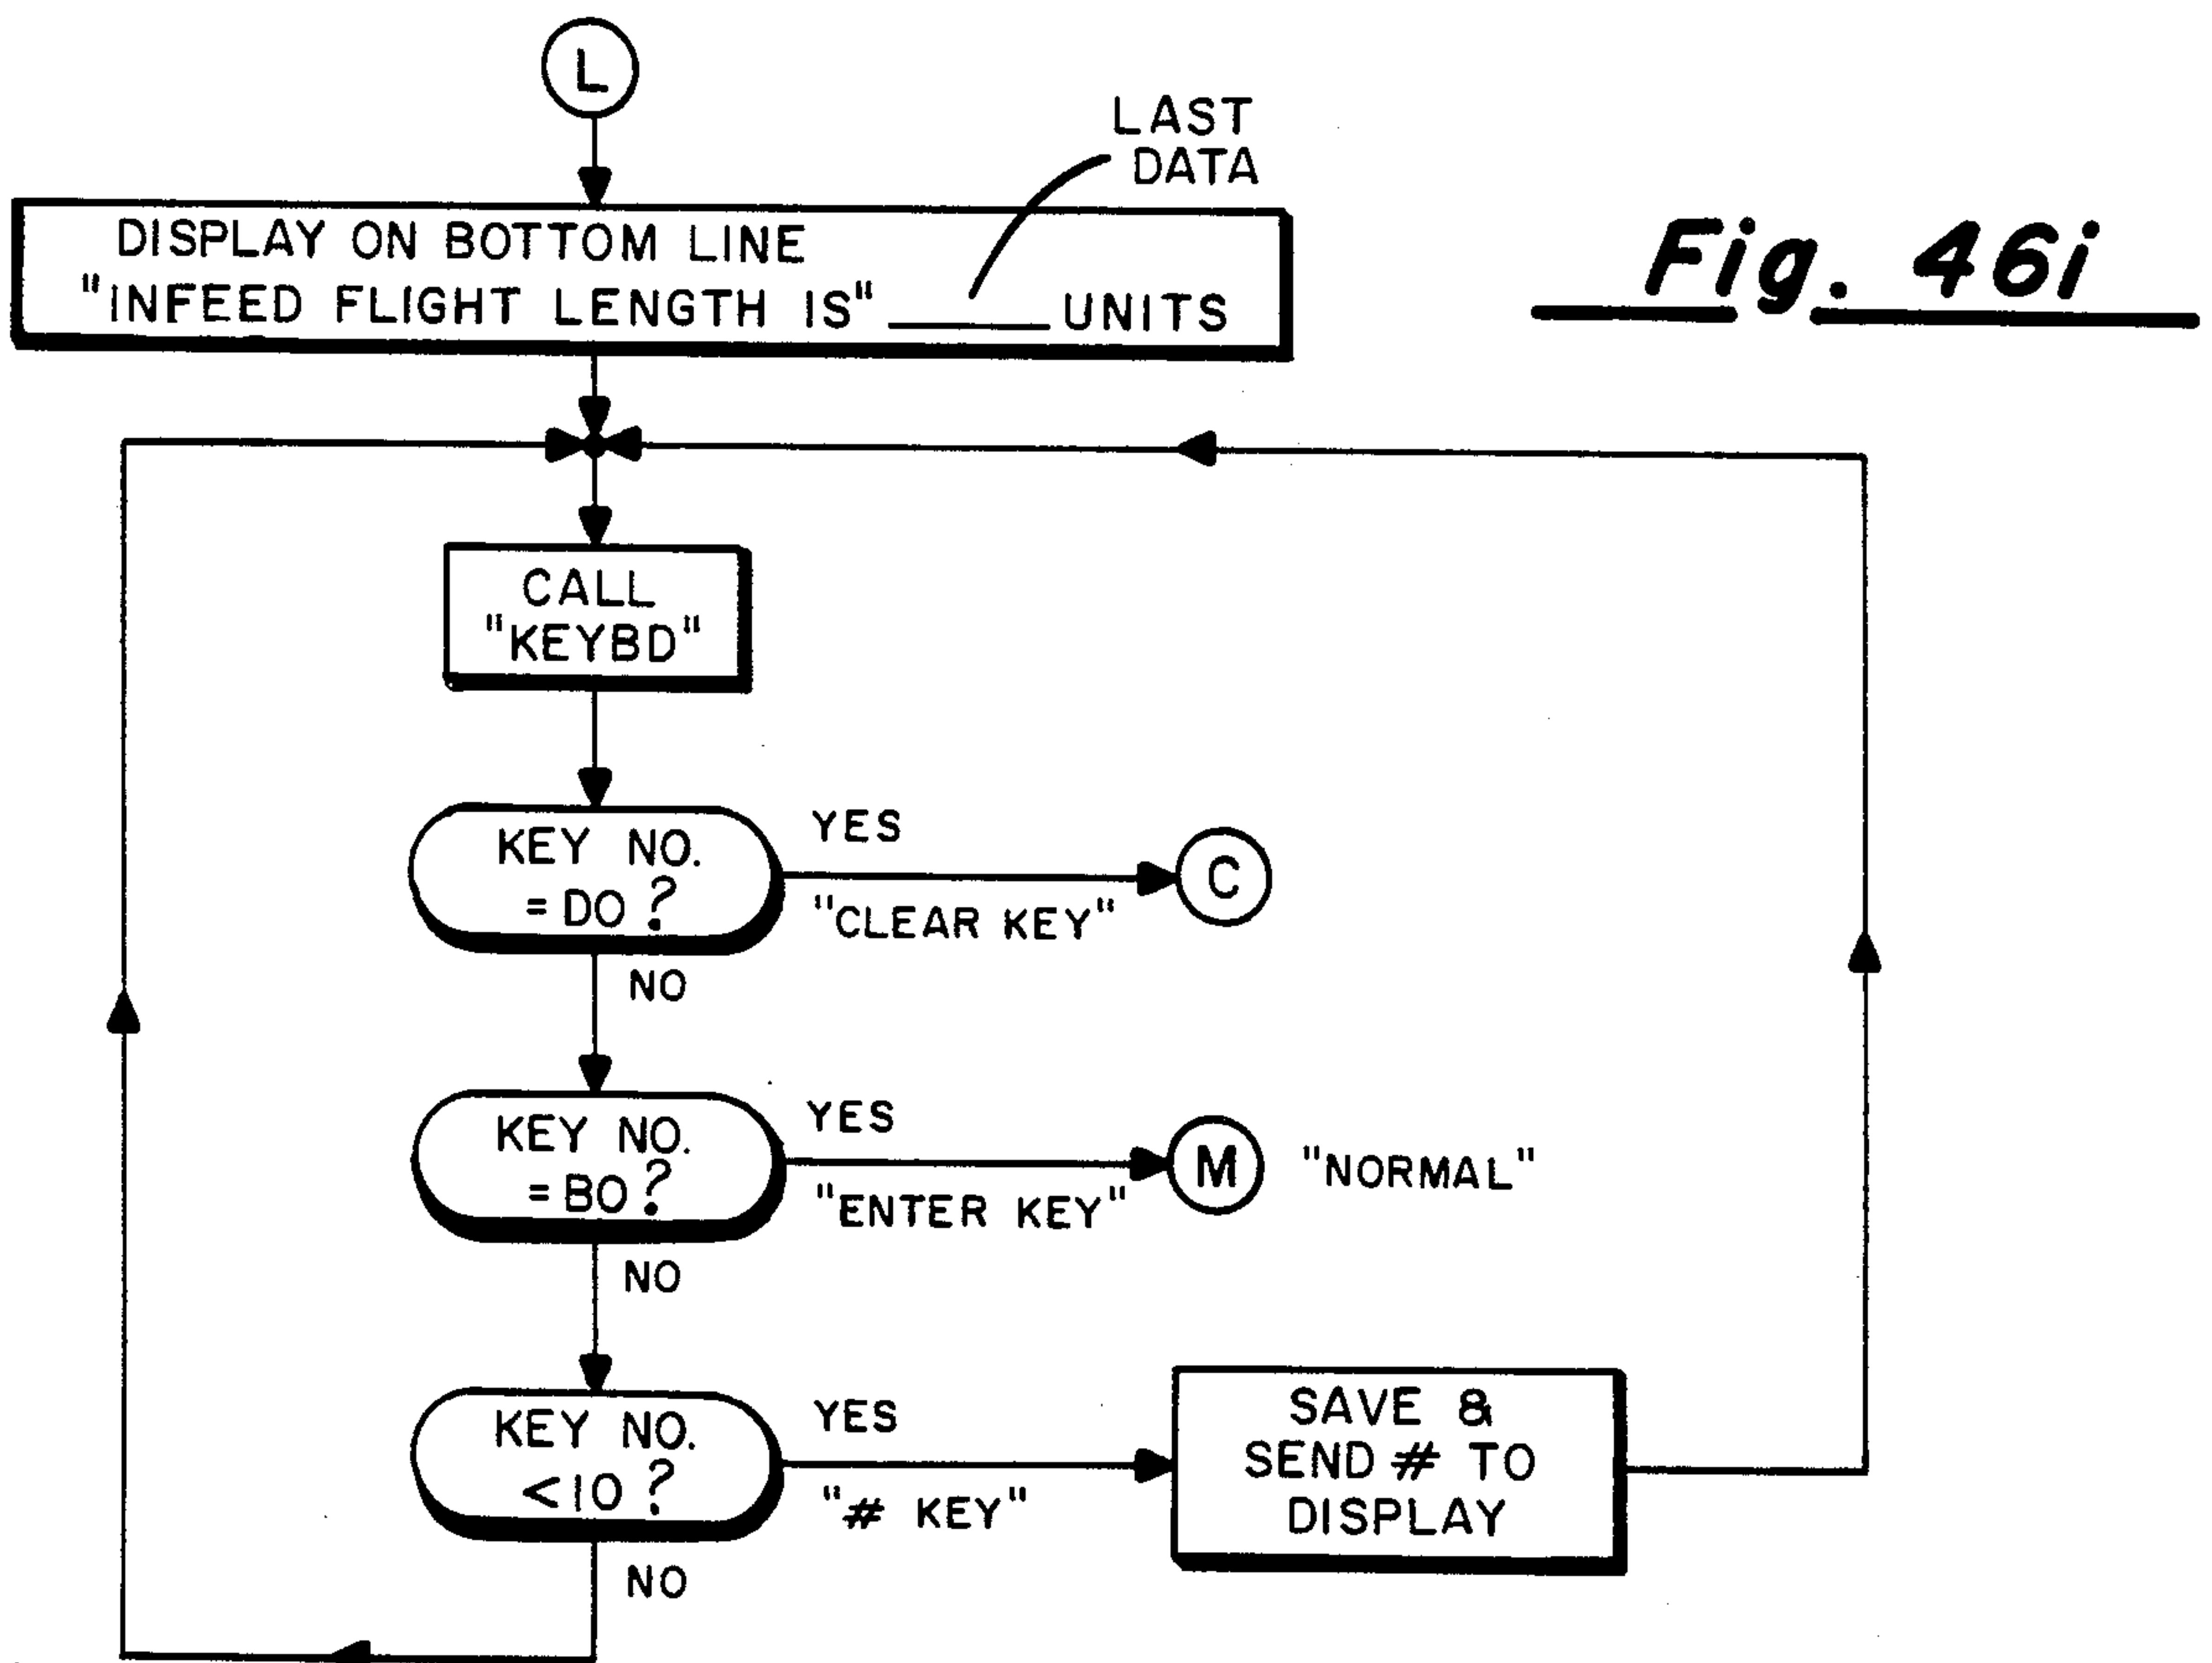 L
LAST
DATA
DISPLAY ON BOTTOM LINE
"INFEED FLIGHT LENGTH IS" _____ UNITS
Fig. 46i
CALL
"KEYBD"
KEY NO.
= DO ?
YES
"CLEAR KEY"
C
NO
KEY NO.
= BO ?
YES
"ENTER KEY"
M
"NORMAL"
NO
KEY NO.
<10 ?
YES
"# KEY"
SAVE &
SEND # TO
DISPLAY
NO